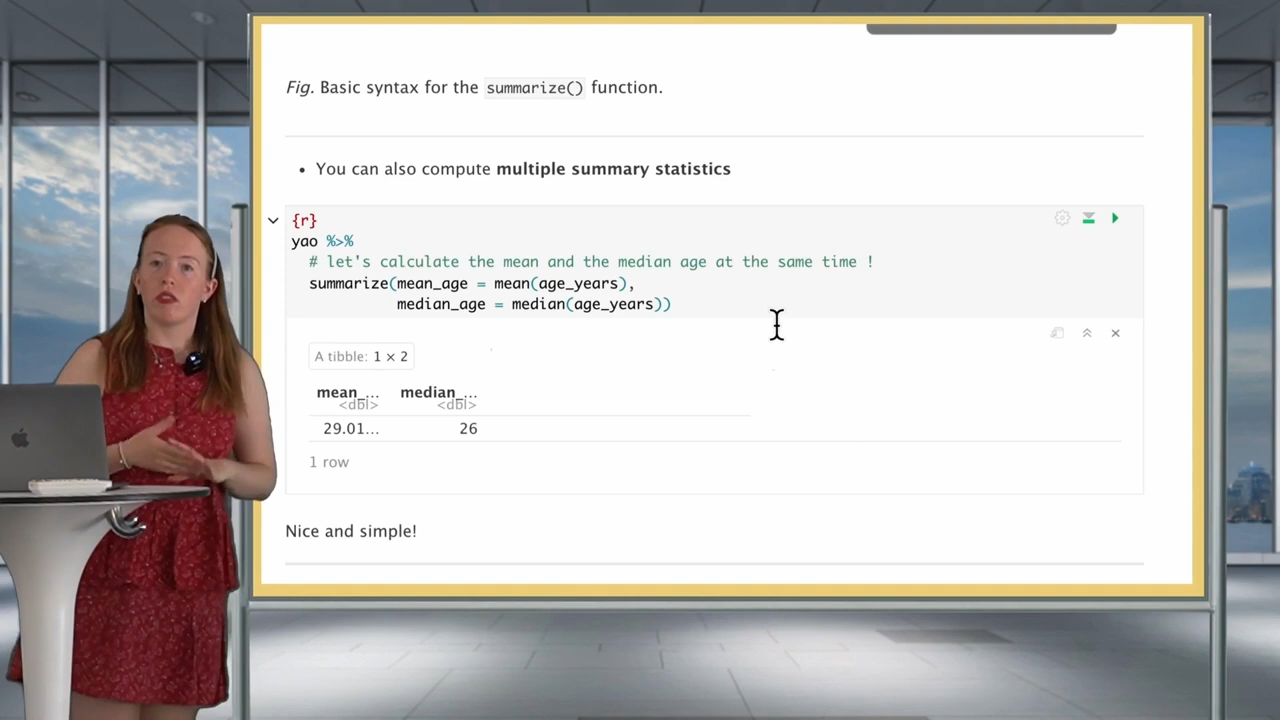 Fig. Basic syntax for the summarize() function.
• You can also compute multiple summary statistics
{r}
yao %>%
# let's calculate the mean and the median age at the same time !
summarize(mean_age = mean(age_years),
median_age = median(age_years))
A tibble: 1 × 2
mean_... median_...
<dbl> <dbl>
29.01... 26
1 row
Nice and simple!